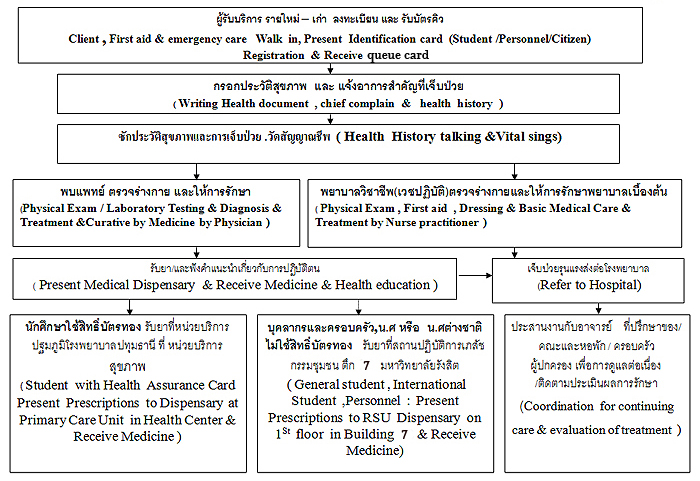 ผู้รับบริการ รายใหม่ – เก่า ลงทะเบียน และ รับบัตรคิว
Client , First aid & emergency care Walk in, Present Identification card (Student /Personnel/Citizen)
Registration & Receive queue card
กรอกประวัติสุขภาพ และ แจ้งอาการสำคัญที่เจ็บป่วย
( Writing Health document , chief complain & health history )
ซักประวัติสุขภาพและการเจ็บป่วย .วัดสัญญาณชีพ ( Health History talking &Vital sings)
พบแพทย์ ตรวจร่างกาย และให้การรักษา
(Physical Exam / Laboratory Testing & Diagnosis &
Treatment &Curative by Medicine by Physician )
พยาบาลวิชาชีพ(เวชปฏิบัติ)ตรวจร่างกายและให้การรักษาพยาบาลเบื้องต้น
( Physical Exam , First aid , Dressing & Basic Medical Care &
Treatment by Nurse practitioner )
รับยา/และฟังคำแนะนำเกี่ยวกับการปฏิบัติตน
( Present Medical Dispensary & Receive Medicine & Health education)
เจ็บป่วยรุนแรงส่งต่อโรงพยาบาล
(Refer to Hospital)
นักศึกษาใช้สิทธิ์บัตรทอง รับยาที่หน่วยบริการ
ปฐมภูมิโรงพยาบาลปทุมธานี ที่ หน่วยบริการ
สุขภาพ
(Student with Health Assurance Card
Present Prescriptions to Dispensary at
Primary Care Unit in Health Center &
Receive Medicine )
บุคลากรและครอบครัว,น.ศ หรือ น.ศต่างชาติ
ไม่ใช้สิทธิ์บัตรทอง รับยาที่สถานปฏิบัติการเภสัช
กรรมชุมชน ตึก 7 มหาวิทยาลัยรังสิต
( General student , International
Student ,Personnel : Present
Prescriptions to RSU Dispensary on
1St floor in Building 7 & Receive
Medicine)
ประสานงานกับอาจารย์ ที่ปรึกษาของ/
คณะและหอพัก / ครอบครัว
ผู้ปกครอง เพื่อการดูแลต่อเนื่อง
/ติดตามประเมินผลการรักษา
(Coordination for continuing
care & evaluation of treatment )